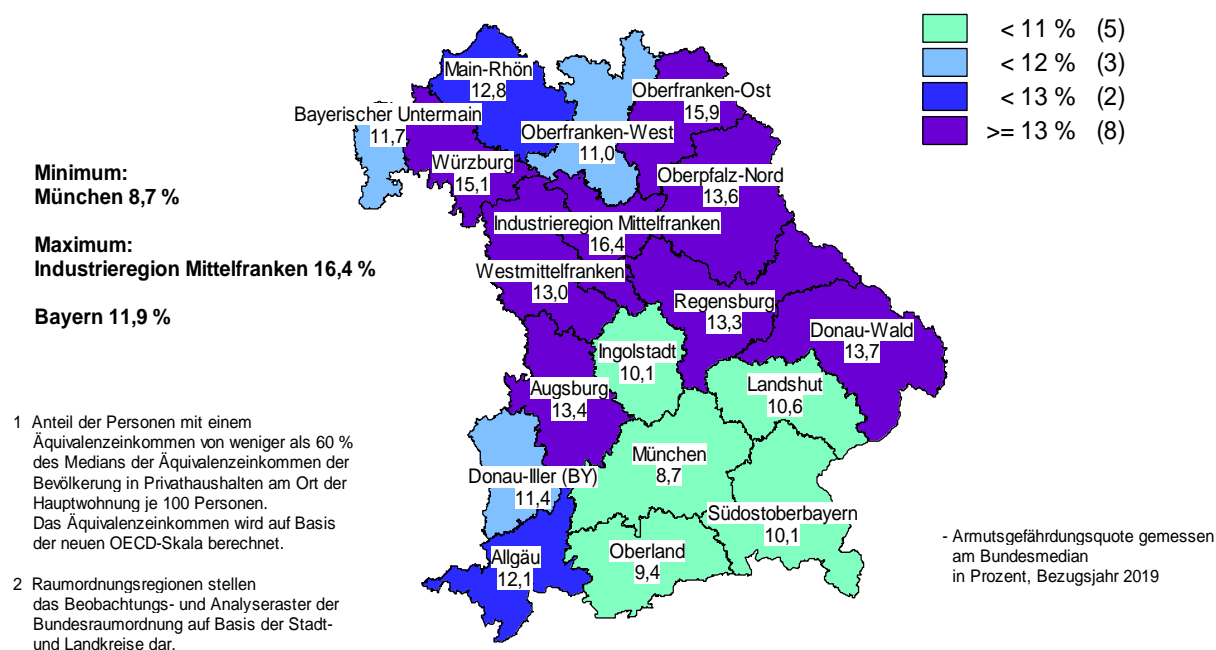 < 11 % (5)
< 12 % (3)
< 13 % (2)
>= 13 % (8)
Main-Rhön
12,8
Oberfranken-Ost
15,9
Bayerischer Untermain
11,7
Oberfranken-West
11,0
Würzburg
15,1
Oberpfalz-Nord
13,6
Minimum:
München 8,7 %
Industrieregion Mittelfranken
16,4
Maximum:
Industrieregion Mittelfranken 16,4 %
Westmittelfranken
13,0
Regensburg
13,3
Bayern 11,9 %
Donau-Wald
13,7
Ingolstadt
10,1
Landshut
10,6
Augsburg
13,4
München
8,7
Donau-Iller (BY)
11,4
Südostoberbayern
10,1
Allgäu
12,1
Oberland
9,4
1 Anteil der Personen mit einem
Äquivalenzeinkommen von weniger als 60 %
des Medians der Äquivalenzeinkommen der
Bevölkerung in Privathaushalten am Ort der
Hauptwohnung je 100 Personen.
Das Äquivalenzeinkommen wird auf Basis
der neuen OECD-Skala berechnet.
2 Raumordnungsregionen stellen
das Beobachtungs- und Analyseraster der
Bundesraumordnung auf Basis der Stadt-
und Landkreise dar.
- Armutsgefährdungsquote gemessen
am Bundesmedian
in Prozent, Bezugsjahr 2019